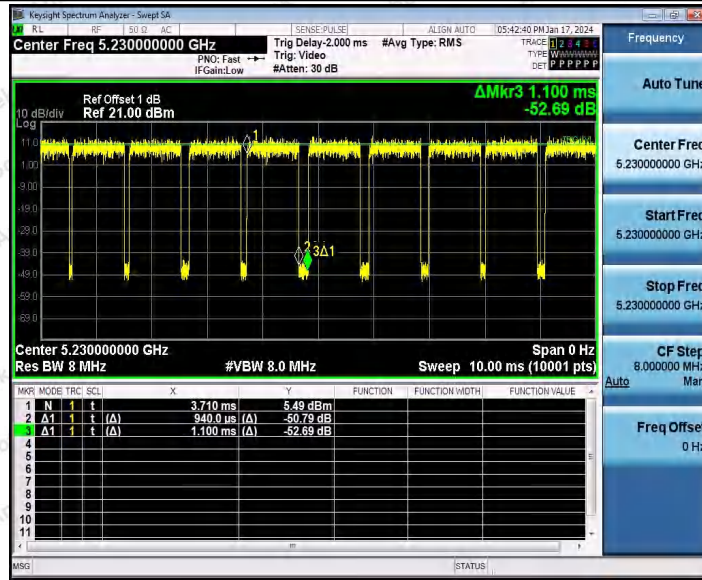 Keysight Spectrum Analyzer - Swept SA
RL RF 50 Ω AC SENSE:PULSE ALIGN AUTO 05:42:40 PM Jan 17, 2024
Center Freq 5.230000000 GHz
PNO: Fast
IFGain:Low
Trig Delay-2.000 ms
Trig: Video
#Atten: 30 dB
#Avg Type: RMS
TRACE 1 2 3 4 5 6
TYPE W
DET P P P P P P
Ref Offset 1 dB
10 dB/div Ref 21.00 dBm
Log
ΔMkr3 1.100 ms
-52.69 dB
11.0
1.00
-9.00
-19.0
-29.0
-39.0
-49.0
-59.0
-69.0
1
2 3Δ1
Center 5.230000000 GHz Span 0 Hz
Res BW 8 MHz #VBW 8.0 MHz Sweep 10.00 ms (10001 pts)
MKR MODE TRC SCL X Y FUNCTION FUNCTION WIDTH FUNCTION VALUE
1 N 1 t 3.710 ms 5.49 dBm
2 Δ1 1 t (Δ) 940.0 µs (Δ) -50.79 dB
3 Δ1 1 t (Δ) 1.100 ms (Δ) -52.69 dB
4
5
6
7
8
9
10
11
MSG STATUS
Frequency
Auto Tune
Center Freq
5.230000000 GHz
Start Freq
5.230000000 GHz
Stop Freq
5.230000000 GHz
CF Step
8.000000 MHz
Auto Man
Freq Offset
0 Hz